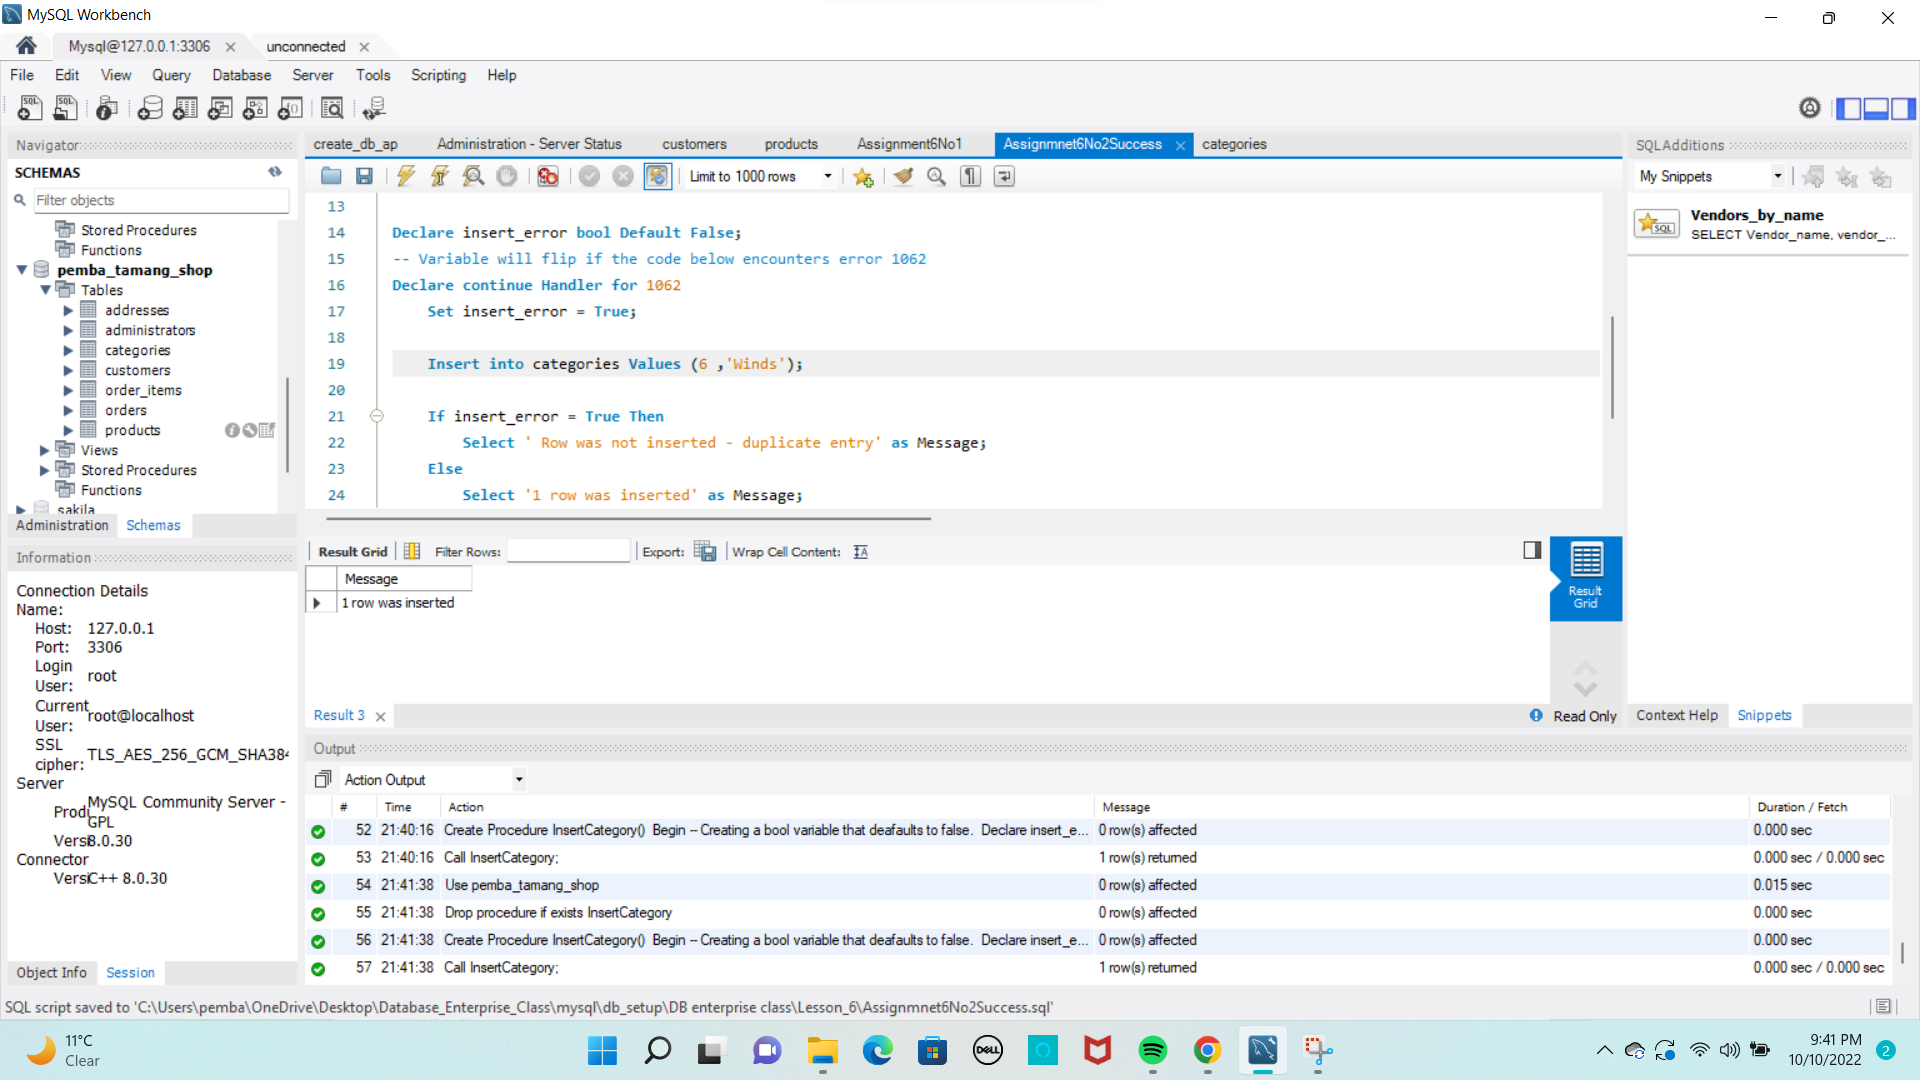 MySQL Workbench
Mysql@127.0.0.1:3306
unconnected
File Edit View Query Database Server Tools Scripting Help
Navigator
SCHEMAS
Filter objects
Stored Procedures
Functions
pemba_tamang_shop
Tables
addresses
administrators
categories
customers
order_items
orders
products
Views
Stored Procedures
Functions
sakila
Administration Schemas
Information
Connection Details
Name:
Host: 127.0.0.1
Port: 3306
Login User: root
Current User: root@localhost
SSL cipher: TLS_AES_256_GCM_SHA384
Server
MySQL Community Server - GPL
8.0.30
Connector
C++ 8.0.30
Object Info Session
create_db_ap Administration - Server Status customers products Assignment6No1 Assignmnet6No2Success categories
Limit to 1000 rows
13
14 Declare insert_error bool Default False;
15 -- Variable will flip if the code below encounters error 1062
16 Declare continue Handler for 1062
17 Set insert_error = True;
18
19 Insert into categories Values (6 ,'Winds');
20
21 If insert_error = True Then
22 Select ' Row was not inserted - duplicate entry' as Message;
23 Else
24 Select '1 row was inserted' as Message;
Result Grid Filter Rows: Export: Wrap Cell Content:
Message
1 row was inserted
Result Grid
Result 3
Read Only
SQLAdditions
My Snippets
SQL
Vendors_by_name
SELECT Vendor_name, vendor_...
Context Help Snippets
Output
Action Output
# Time Action Message Duration / Fetch
52 21:40:16 Create Procedure InsertCategory() Begin -- Creating a bool variable that deafaults to false. Declare insert_e... 0 row(s) affected 0.000 sec
53 21:40:16 Call InsertCategory; 1 row(s) returned 0.000 sec / 0.000 sec
54 21:41:38 Use pemba_tamang_shop 0 row(s) affected 0.015 sec
55 21:41:38 Drop procedure if exists InsertCategory 0 row(s) affected 0.000 sec
56 21:41:38 Create Procedure InsertCategory() Begin -- Creating a bool variable that deafaults to false. Declare insert_e... 0 row(s) affected 0.000 sec
57 21:41:38 Call InsertCategory; 1 row(s) returned 0.000 sec / 0.000 sec
SQL script saved to 'C:\Users\pemba\OneDrive\Desktop\Database_Enterprise_Class\mysql\db_setup\DB enterprise class\Lesson_6\Assignmnet6No2Success.sql'
11°C
Clear
DELL
9:41 PM
10/10/2022
2